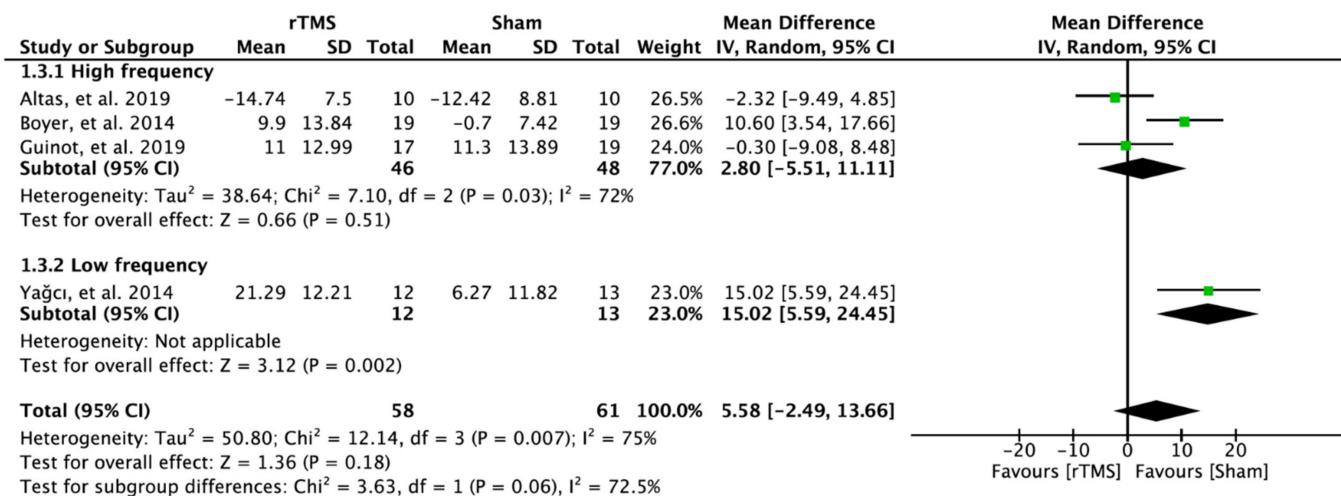 rTMS Sham Mean Difference Mean Difference
Study or Subgroup Mean SD Total Mean SD Total Weight IV, Random, 95% CI IV, Random, 95% CI
1.3.1 High frequency
Altas, et al. 2019 −14.74 7.5 10 −12.42 8.81 10 26.5% −2.32 [−9.49, 4.85]
Boyer, et al. 2014 9.9 13.84 19 −0.7 7.42 19 26.6% 10.60 [3.54, 17.66]
Guinot, et al. 2019 11 12.99 17 11.3 13.89 19 24.0% −0.30 [−9.08, 8.48]
Subtotal (95% CI) 46 48 77.0% 2.80 [−5.51, 11.11]
Heterogeneity: Tau² = 38.64; Chi² = 7.10, df = 2 (P = 0.03); I² = 72%
Test for overall effect: Z = 0.66 (P = 0.51)
1.3.2 Low frequency
Yağcı, et al. 2014 21.29 12.21 12 6.27 11.82 13 23.0% 15.02 [5.59, 24.45]
Subtotal (95% CI) 12 13 23.0% 15.02 [5.59, 24.45]
Heterogeneity: Not applicable
Test for overall effect: Z = 3.12 (P = 0.002)
Total (95% CI) 58 61 100.0% 5.58 [−2.49, 13.66]
Heterogeneity: Tau² = 50.80; Chi² = 12.14, df = 3 (P = 0.007); I² = 75%
Test for overall effect: Z = 1.36 (P = 0.18)
Test for subgroup differences: Chi² = 3.63, df = 1 (P = 0.06), I² = 72.5%
−20 −10 0 10 20
Favours [rTMS] Favours [Sham]